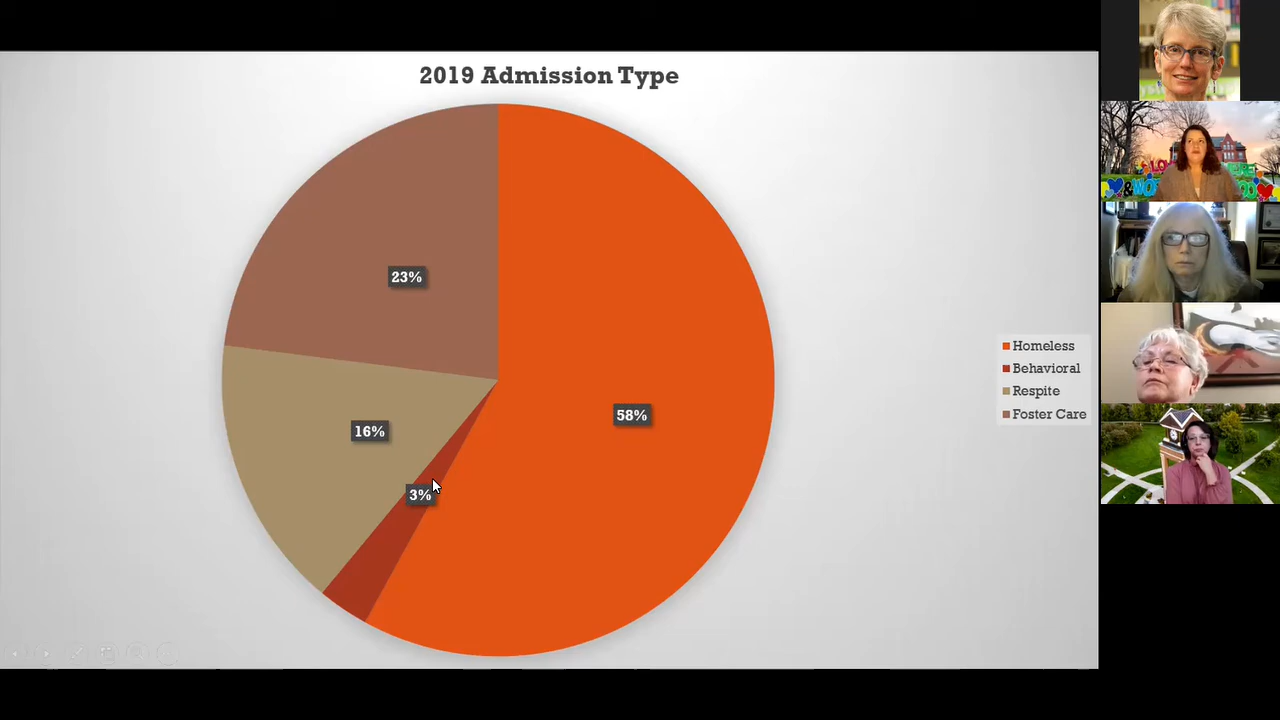 2019 Admission Type
23%
58%
16%
3%
Homeless
Behavioral
Respite
Foster Care